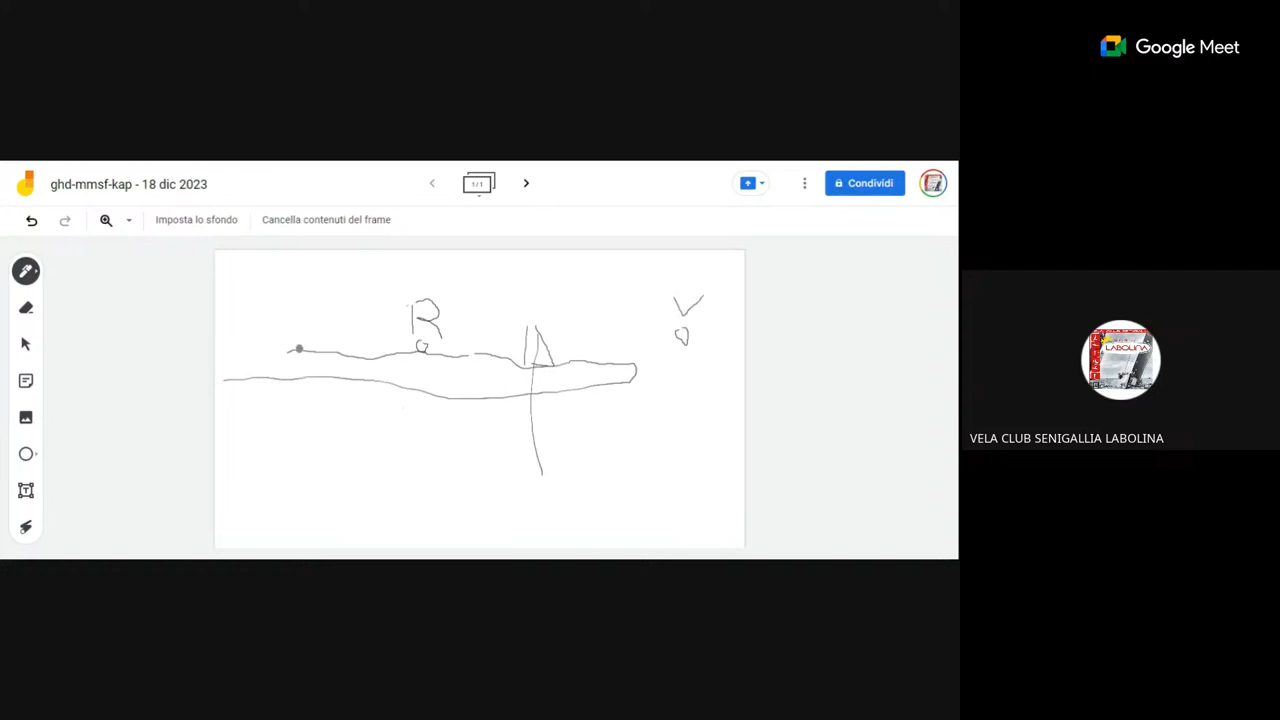 Google Meet
ghd-mmsf-kap - 18 dic 2023
1/1
Condividi
Imposta lo sfondo
Cancella contenuti del frame
R
V
LABOLINA
VELA CLUB SENIGALLIA LABOLINA